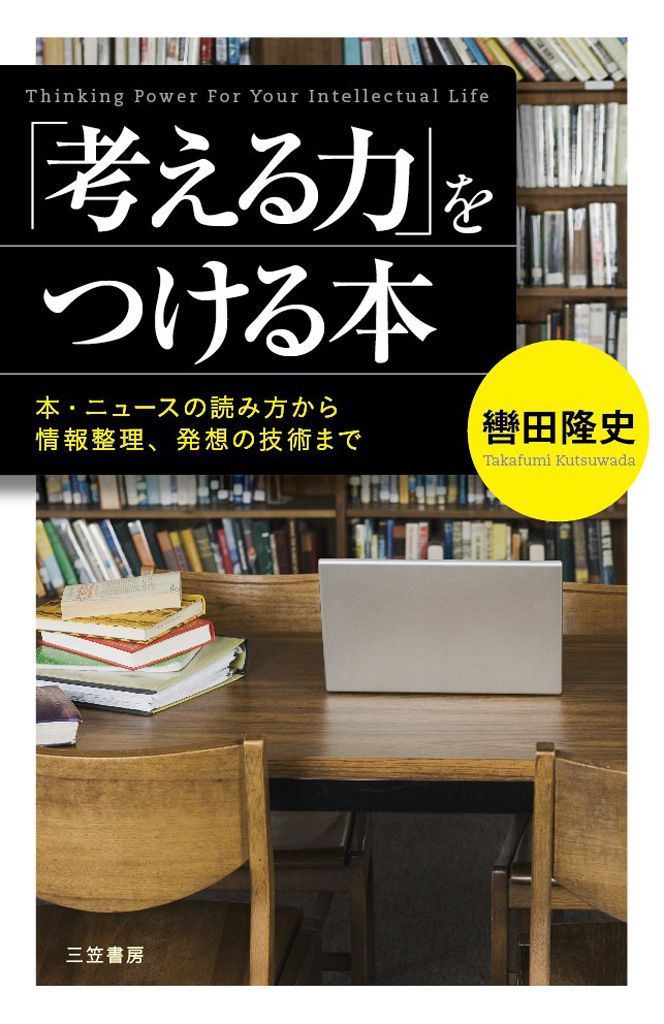 Thinking Power For Your Intellectual Life
「考える力」を
つける本
本・ニュースの読み方から
情報整理、発想の技術まで
轡田隆史
Takafumi Kutsuwada
三笠書房